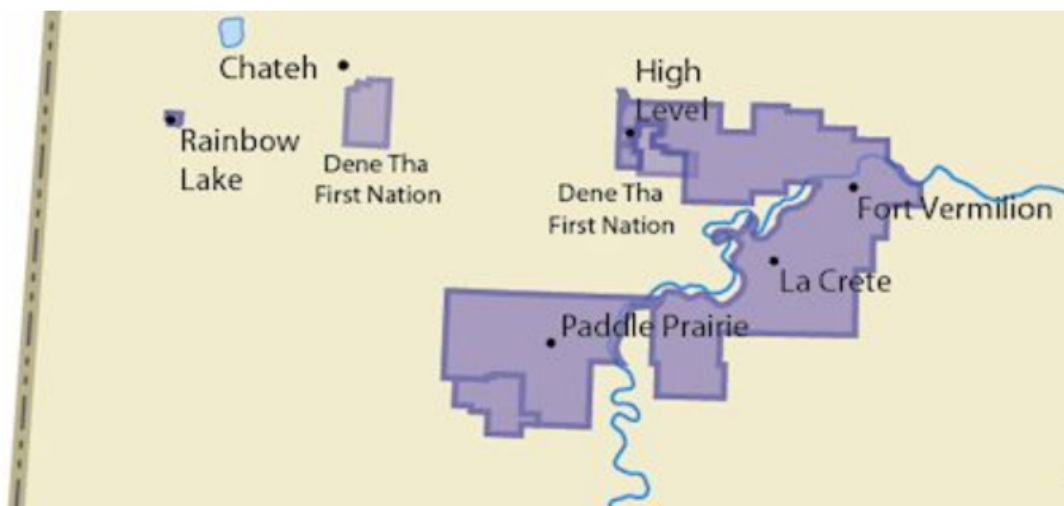 Chateh
High
Level
Rainbow
Lake
Dene Tha
First Nation
Dene Tha
First Nation
Fort Vermilion
La Crete
Paddle Prairie